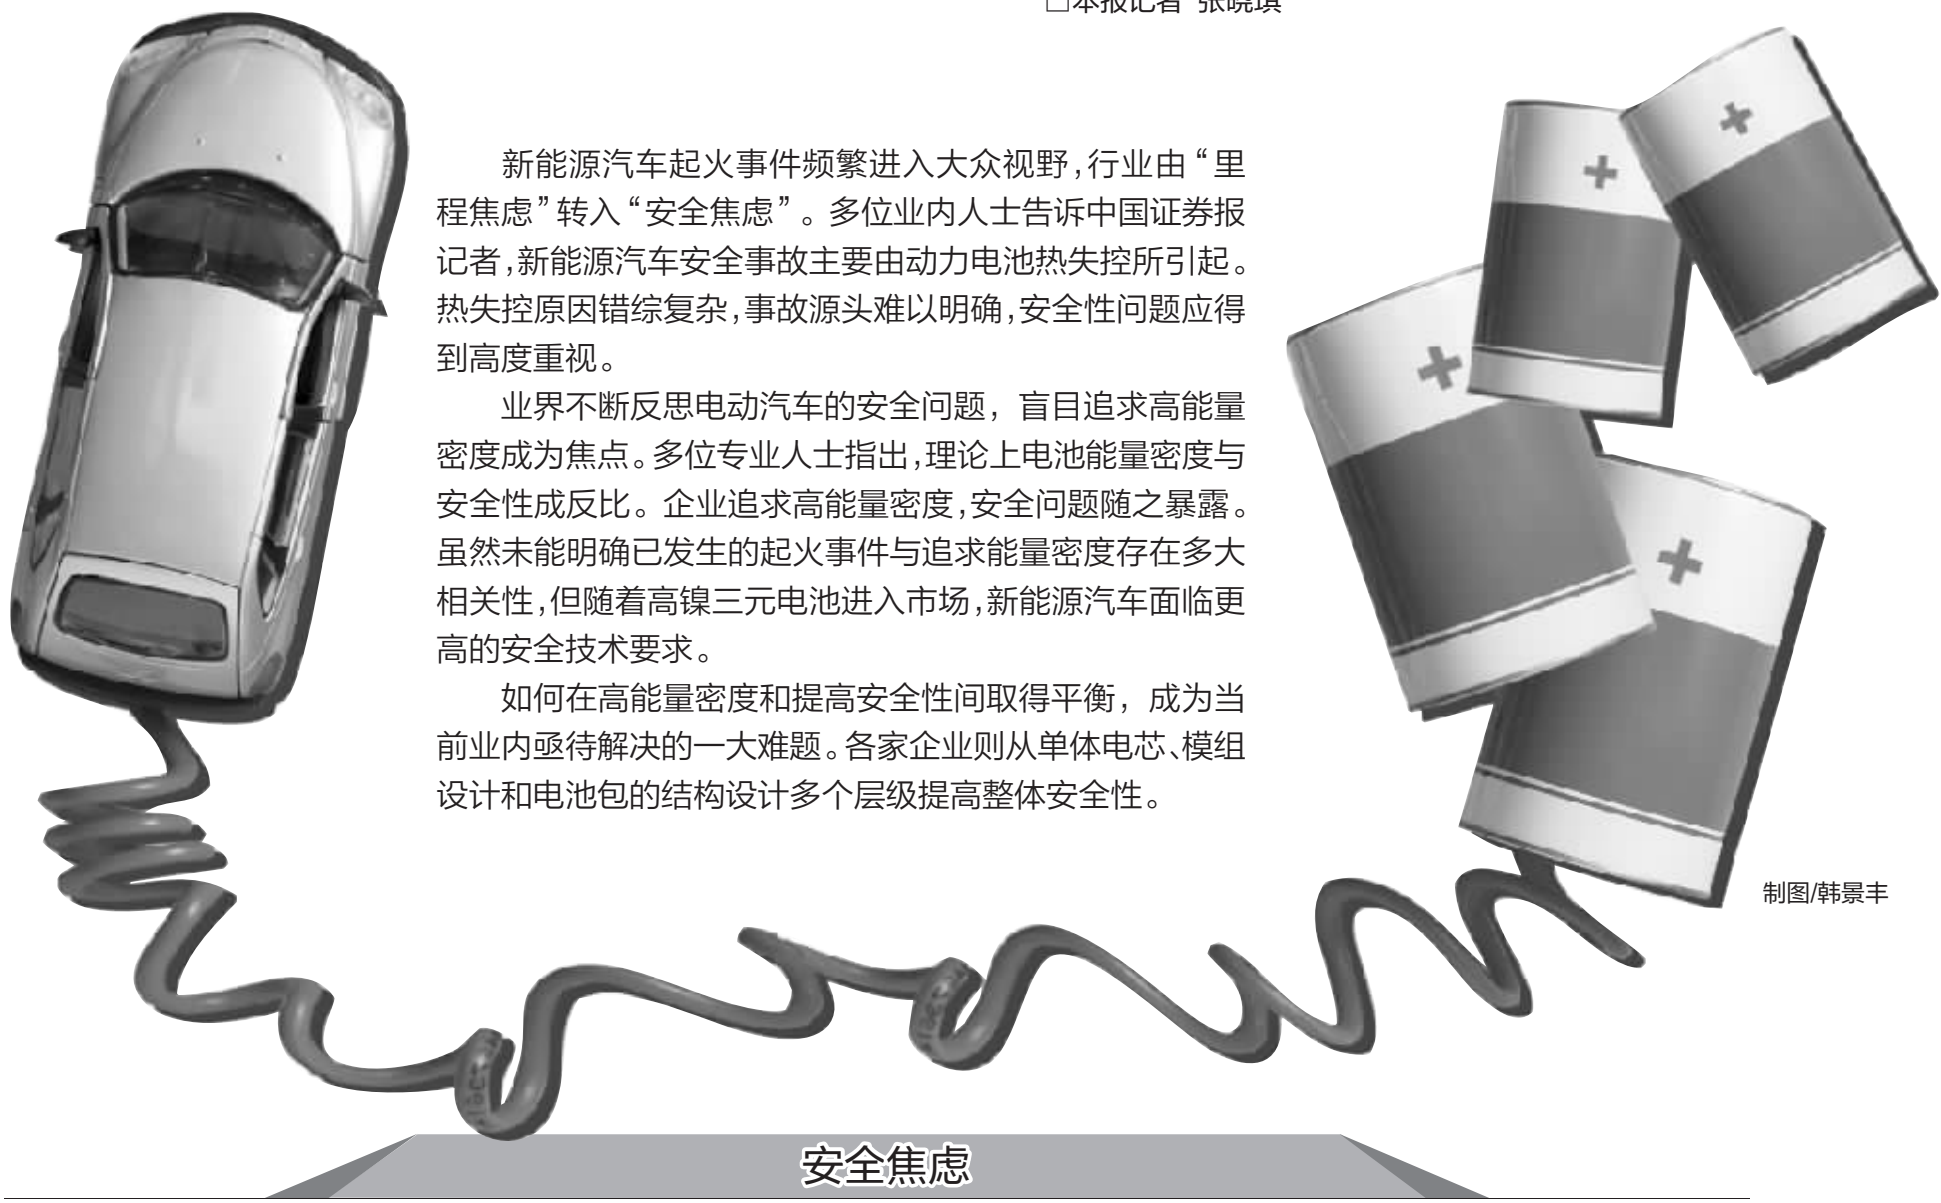 □本报记者 张晓琪
新能源汽车起火事件频繁进入大众视野，行业由“里
程焦虑”转入“安全焦虑”。多位业内人士告诉中国证券报
记者，新能源汽车安全事故主要由动力电池热失控所引起。
热失控原因错综复杂，事故源头难以明确，安全性问题应得
到高度重视。
业界不断反思电动汽车的安全问题，盲目追求高能量
密度成为焦点。多位专业人士指出，理论上电池能量密度与
安全性成反比。企业追求高能量密度，安全问题随之暴露。
虽然未能明确已发生的起火事件与追求能量密度存在多大
相关性，但随着高镍三元电池进入市场，新能源汽车面临更
高的安全技术要求。
如何在高能量密度和提高安全性间取得平衡，成为当
前业内亟待解决的一大难题。各家企业则从单体电芯、模组
设计和电池包的结构设计多个层级提高整体安全性。
制图/韩景丰
安全焦虑